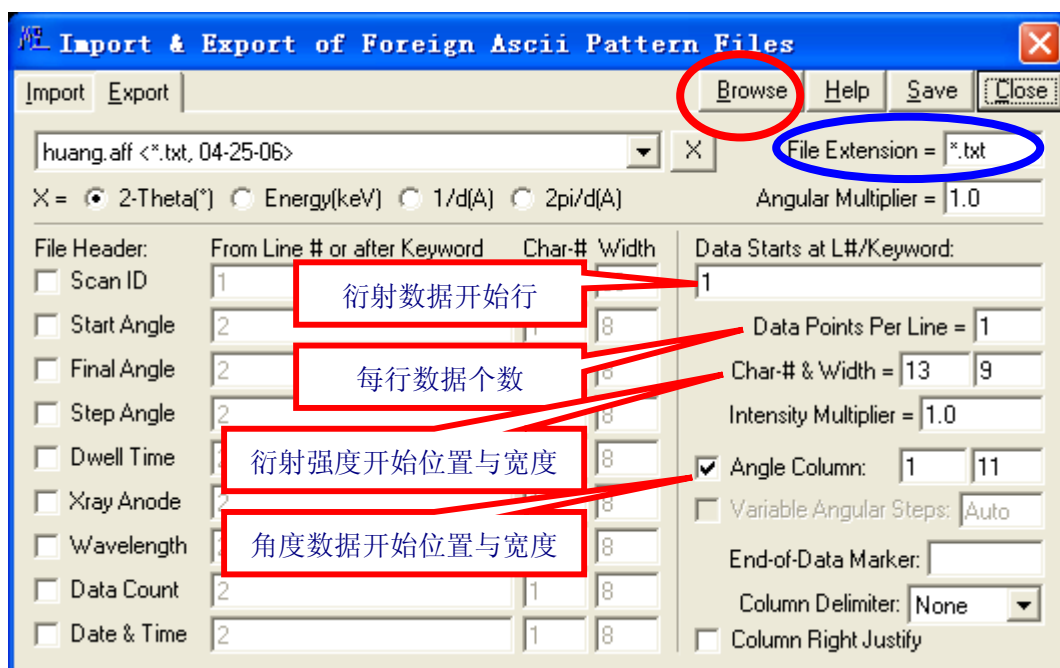 Import & Export of Foreign Ascii Pattern Files
Import Export Browse Help Save Close
huang.aff <*.txt, 04-25-06> X File Extension = *.txt
X = 2-Theta(°) Energy(keV) 1/d(A) 2pi/d(A) Angular Multiplier = 1.0
File Header: From Line # or after Keyword Char-# Width Data Starts at L#/Keyword:
Scan ID 1 1
衍射数据开始行
Start Angle 2 1 8 Data Points Per Line = 1
Final Angle 2 8 Char-# & Width = 13 9
每行数据个数
Step Angle 2 8 Intensity Multiplier = 1.0
Dwell Time 8 Angle Column: 1 11
衍射强度开始位置与宽度
Xray Anode 2 8 Variable Angular Steps: Auto
Wavelength 8 End-of-Data Marker:
角度数据开始位置与宽度
Data Count 2 1 8 Column Delimiter: None
Date & Time 2 1 8 Column Right Justify